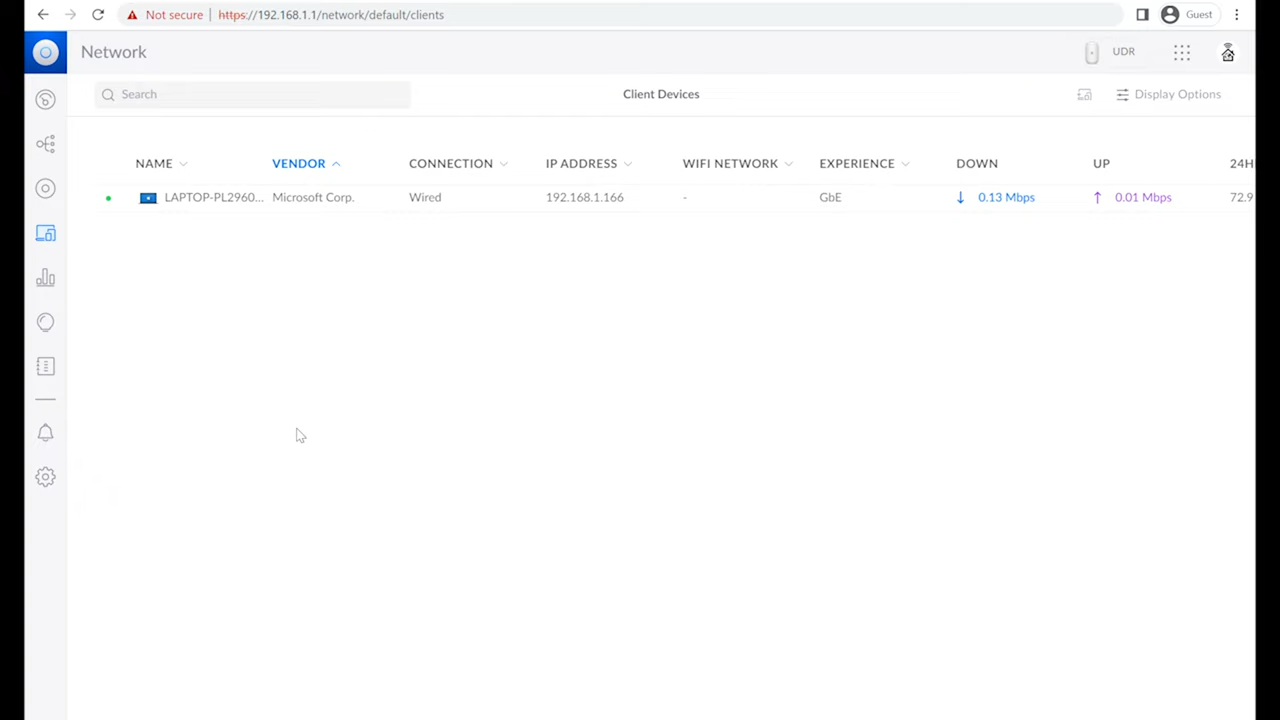 Not secure | https://192.168.1.1/network/default/clients Guest
Network UDR
Search Client Devices Display Options
NAME VENDOR CONNECTION IP ADDRESS WIFI NETWORK EXPERIENCE DOWN UP 24H
LAPTOP-PL2960... Microsoft Corp. Wired 192.168.1.166 - GbE ↓ 0.13 Mbps ↑ 0.01 Mbps 72.9